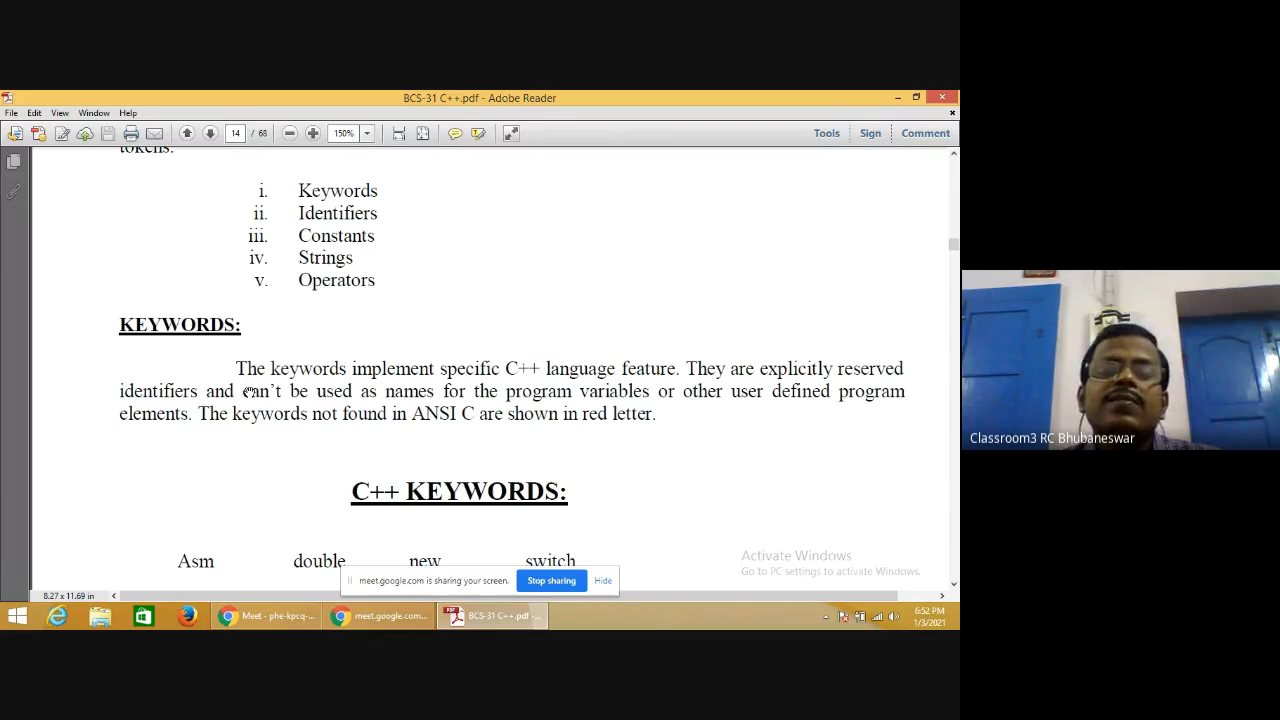 BCS-31 C++.pdf - Adobe Reader
File Edit View Window Help
14 / 68 150% Tools Sign Comment
tokens:
i. Keywords
ii. Identifiers
iii. Constants
iv. Strings
v. Operators
KEYWORDS:
The keywords implement specific C++ language feature. They are explicitly reserved
identifiers and can't be used as names for the program variables or other user defined program
elements. The keywords not found in ANSI C are shown in red letter.
C++ KEYWORDS:
Asm double new switch
Activate Windows
Go to PC settings to activate Windows.
meet.google.com is sharing your screen. Stop sharing Hide
8.27 x 11.69 in
Meet - phe-kpcq-... meet.google.com... BCS-31 C++.pdf -...
6:52 PM
1/3/2021
Classroom3 RC Bhubaneswar